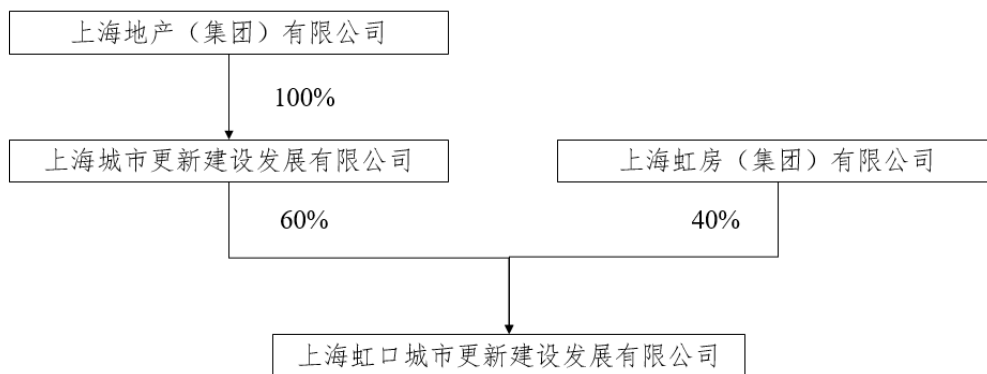 上海地产（集团）有限公司
100%
上海城市更新建设发展有限公司
上海虹房（集团）有限公司
60%
40%
上海虹口城市更新建设发展有限公司